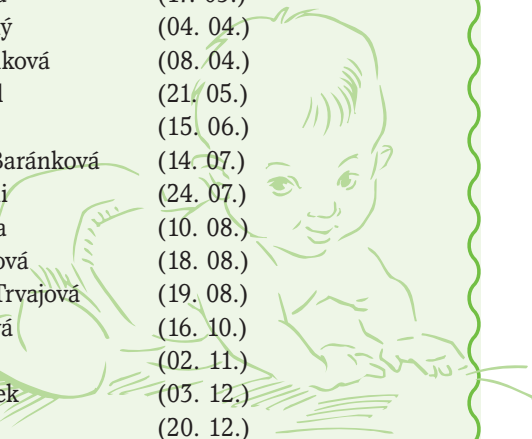 ý (04. 04.)
ková (08. 04.)
(21. 05.)
(15. 06.)
Baránková (14. 07.)
i (24. 07.)
a (10. 08.)
ová (18. 08.)
Trvajová (19. 08.)
vá (16. 10.)
(02. 11.)
ek (03. 12.)
(20. 12.)